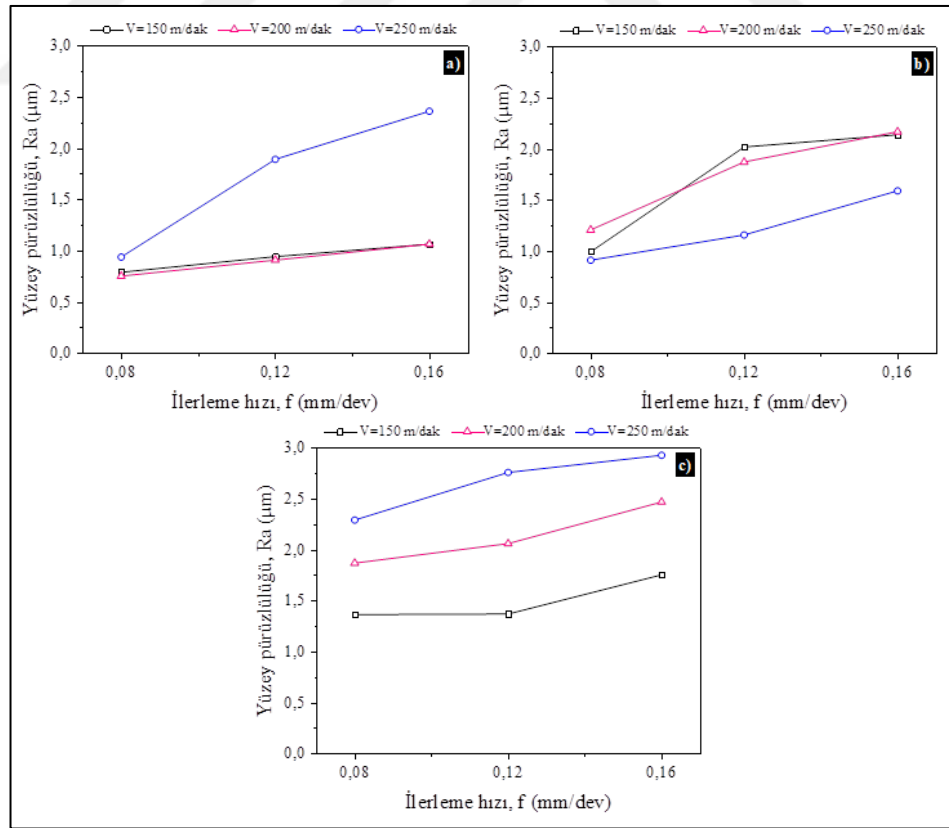 V=150 m/dak V=200 m/dak V=250 m/dak
a)
3,0
2,5
2,0
1,5
1,0
0,5
0,0
Yüzey pürüzlülüğü, Ra (µm)
0,08 0,12 0,16
İlerleme hızı, f (mm/dev)
V=150 m/dak V=200 m/dak V=250 m/dak
b)
3,0
2,5
2,0
1,5
1,0
0,5
0,0
Yüzey pürüzlülüğü, Ra (µm)
0,08 0,12 0,16
İlerleme hızı, f (mm/dev)
V=150 m/dak V=200 m/dak V=250 m/dak
c)
3,0
2,5
2,0
1,5
1,0
0,5
0,0
Yüzey pürüzlülüğü, Ra (µm)
0,08 0,12 0,16
İlerleme hızı, f (mm/dev)